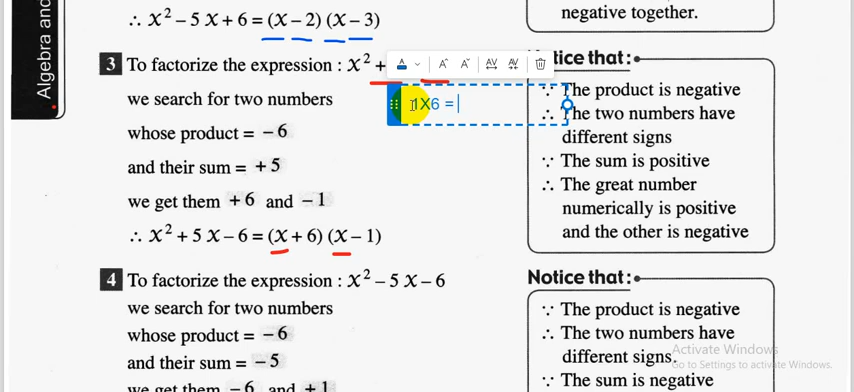 Algebra and
∴ x² – 5 x + 6 = (x – 2) (x – 3)
negative together.
3 To factorize the expression : x² +
we search for two numbers
whose product = – 6
and their sum = + 5
we get them + 6 and – 1
∴ x² + 5 x – 6 = (x + 6) (x – 1)
A A A AV AV
1X6 =
tice that:
∵ The product is negative
∴ The two numbers have
different signs
∵ The sum is positive
∴ The great number
numerically is positive
and the other is negative
4 To factorize the expression : x² – 5 x – 6
we search for two numbers
whose product = – 6
and their sum = – 5
we get them – 6 and + 1
Notice that:
∵ The product is negative
∴ The two numbers have
different signs.
∵ The sum is negative
Activate Windows
Go to Settings to activate Windows.